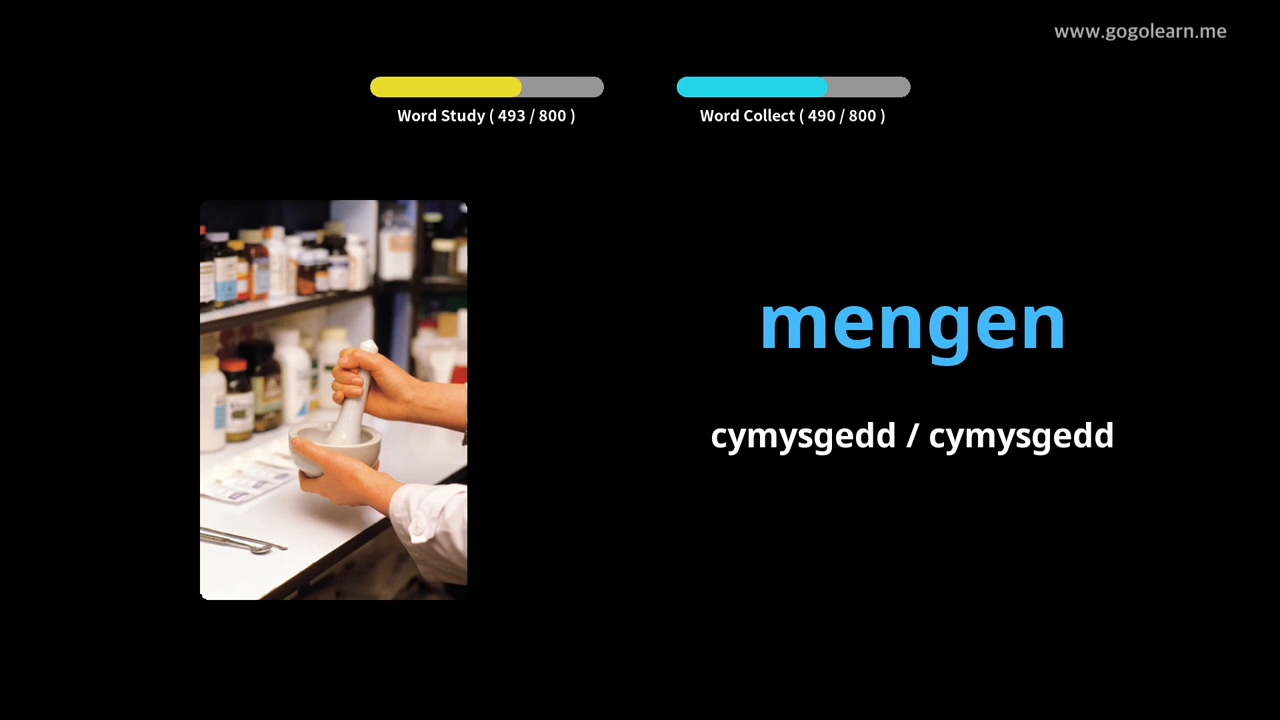 www.gogolearn.me
Word Study ( 493 / 800 )
Word Collect ( 490 / 800 )
mengen
cymysgedd / cymysgedd